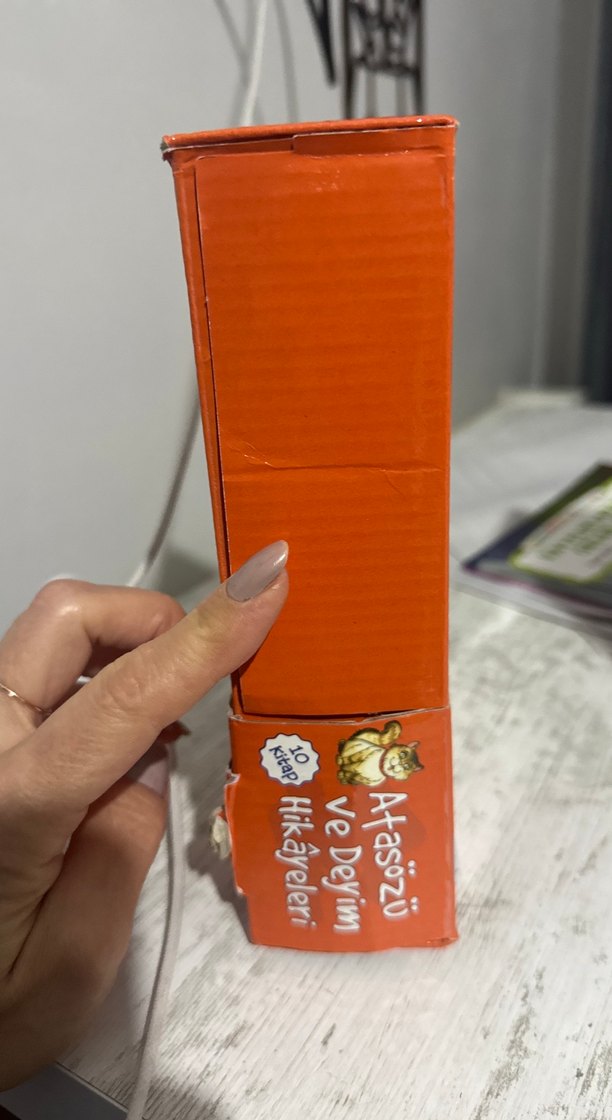 Atasözü
ve Deyim
Hikâyeleri
10
Kitap